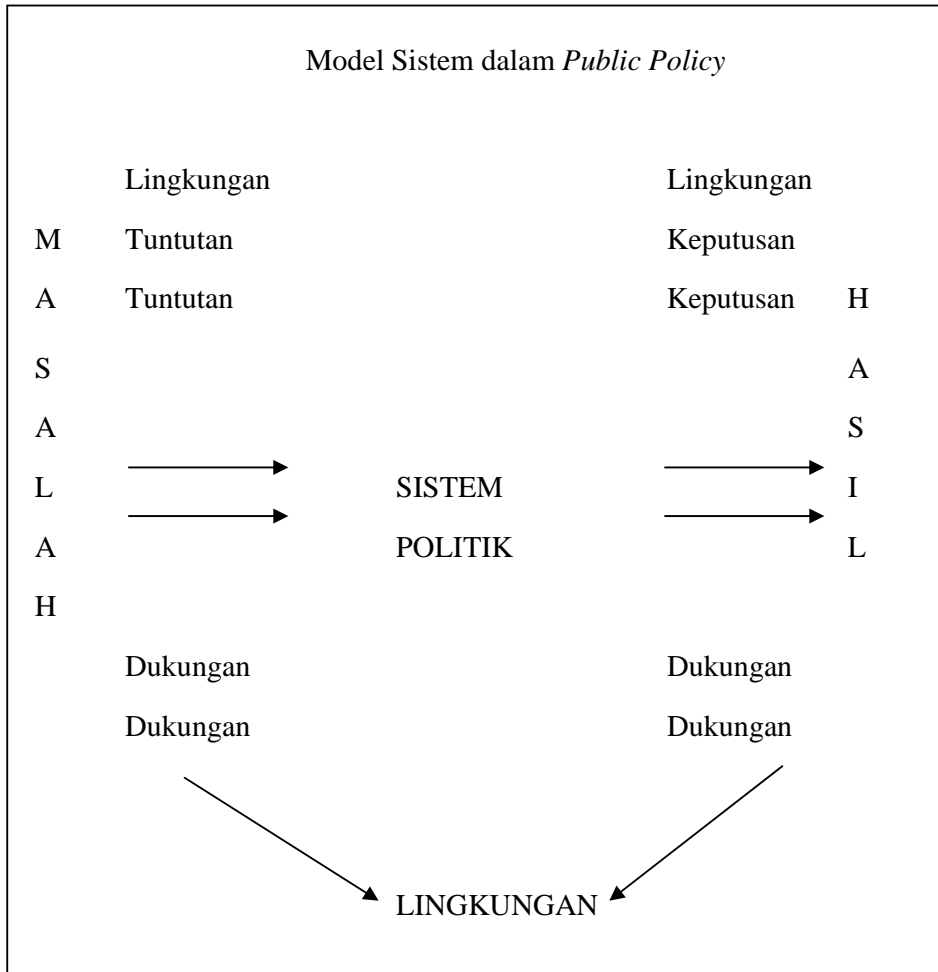 Model Sistem dalam Public Policy
Lingkungan Lingkungan
M Tuntutan Keputusan
A Tuntutan Keputusan H
S A
A S
L SISTEM I
A POLITIK L
H
Dukungan Dukungan
Dukungan Dukungan
LINGKUNGAN